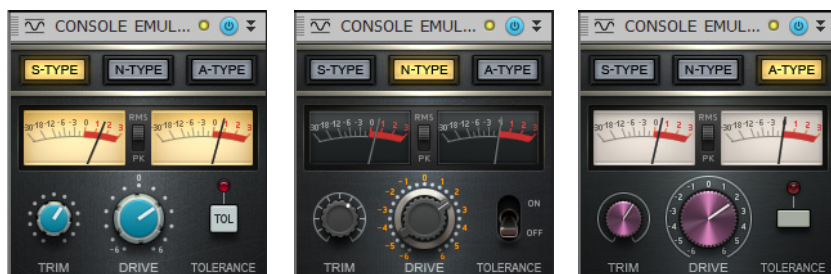 CONSOLE EMUL...
S-TYPE N-TYPE A-TYPE
30 18 12 -6 -3 0 1 2 3
RMS
30 18 12 -6 -3 0 1 2 3
PK
0
TOL
-6 6
TRIM DRIVE TOLERANCE
CONSOLE EMUL...
S-TYPE N-TYPE A-TYPE
30 18 12 -6 -3 0 1 2 3
RMS
30 18 12 -6 -3 0 1 2 3
PK
-1 0 1
-2 2
-3 3
-4 4
-5 5
-6 6
ON
OFF
TRIM DRIVE TOLERANCE
CONSOLE EMUL...
S-TYPE N-TYPE A-TYPE
30 18 12 -6 -3 0 1 2 3
RMS
30 18 12 -6 -3 0 1 2 3
PK
-1 0 1
-2 2
-3 3
-4 4
-5 5
-6 6
TRIM DRIVE TOLERANCE